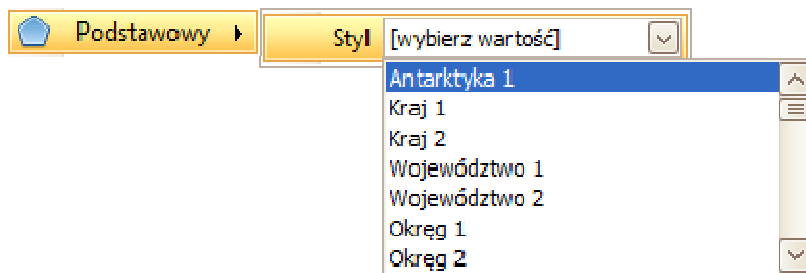 Podstawowy Styl [wybierz wartość]
Antarktyka 1
Kraj 1
Kraj 2
Województwo 1
Województwo 2
Okręg 1
Okręg 2